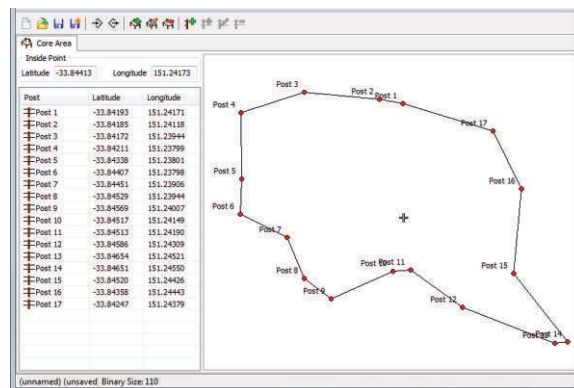 Core Area
Inside Point
Latitude -33.84413 Longitude 151.24173
Post Latitude Longitude
Post 1 -33.84193 151.24171
Post 2 -33.84185 151.24118
Post 3 -33.84172 151.23944
Post 4 -33.84211 151.23799
Post 5 -33.84338 151.23801
Post 6 -33.84407 151.23798
Post 7 -33.84451 151.23906
Post 8 -33.84529 151.23944
Post 9 -33.84569 151.24007
Post 10 -33.84517 151.24149
Post 11 -33.84513 151.24190
Post 12 -33.84586 151.24309
Post 13 -33.84654 151.24521
Post 14 -33.84651 151.24550
Post 15 -33.84520 151.24426
Post 16 -33.84358 151.24443
Post 17 -33.84247 151.24379
Post 3
Post 2 Post 1
Post 4
Post 17
Post 5
Post 16
Post 6
Post 7
Post 11
Post 8
Post 15
Post 9
Post 12
Post 14
(unnamed) (unsaved Binary Size: 110